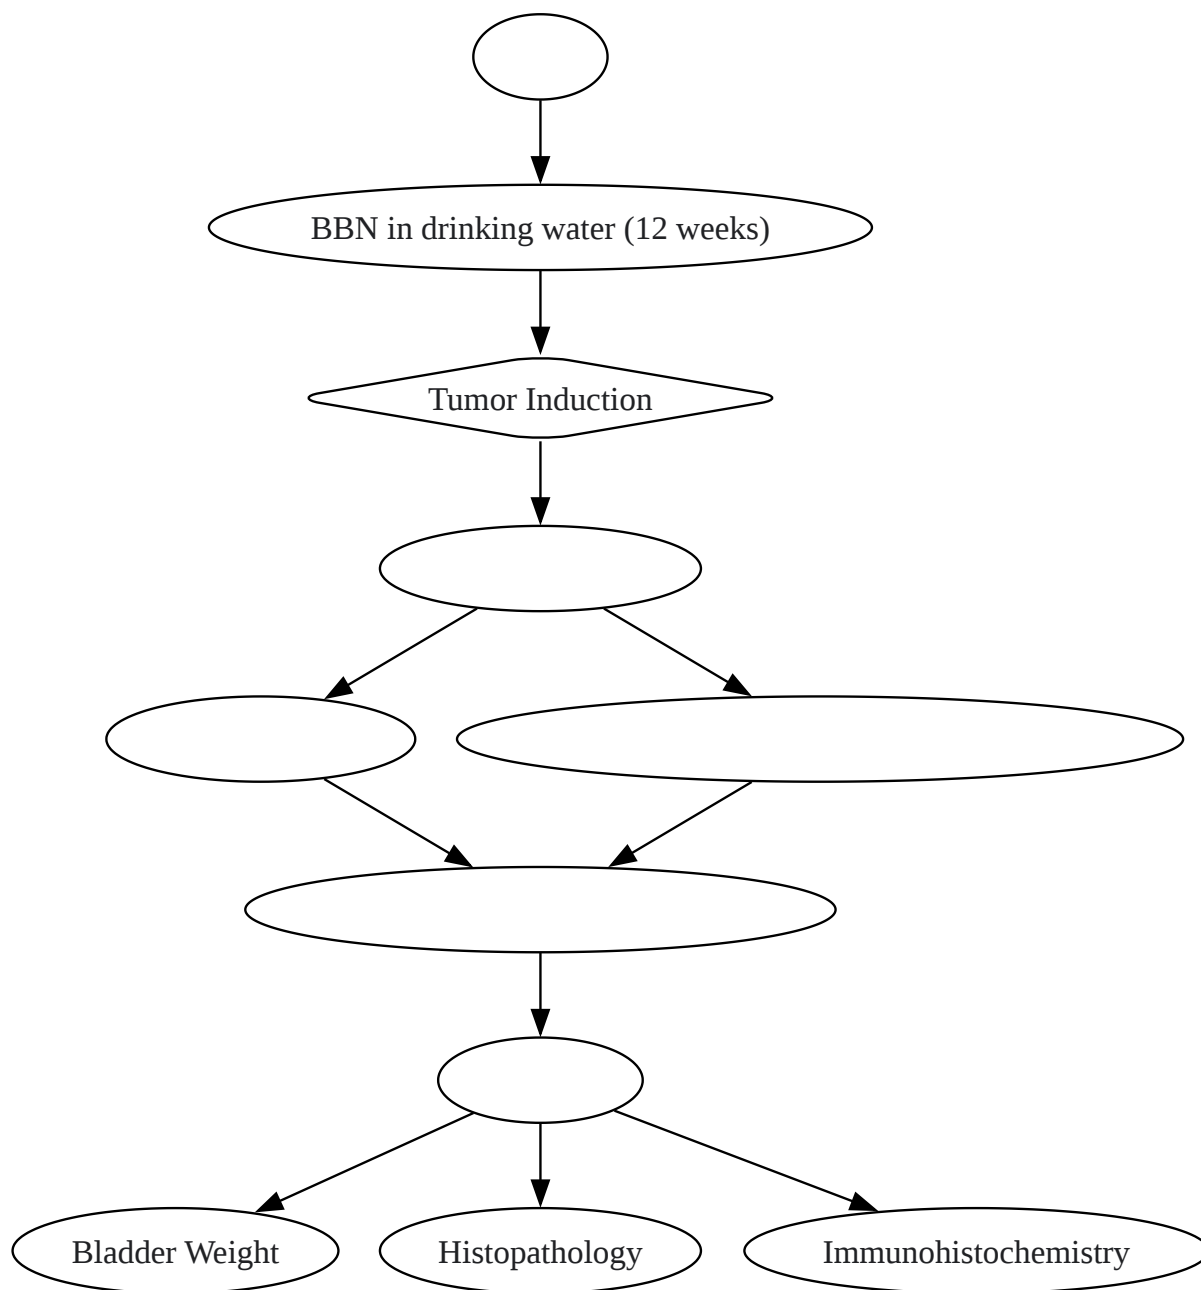 BBN in drinking water (12 weeks)
Tumor Induction
Bladder Weight
Histopathology
Immunohistochemistry